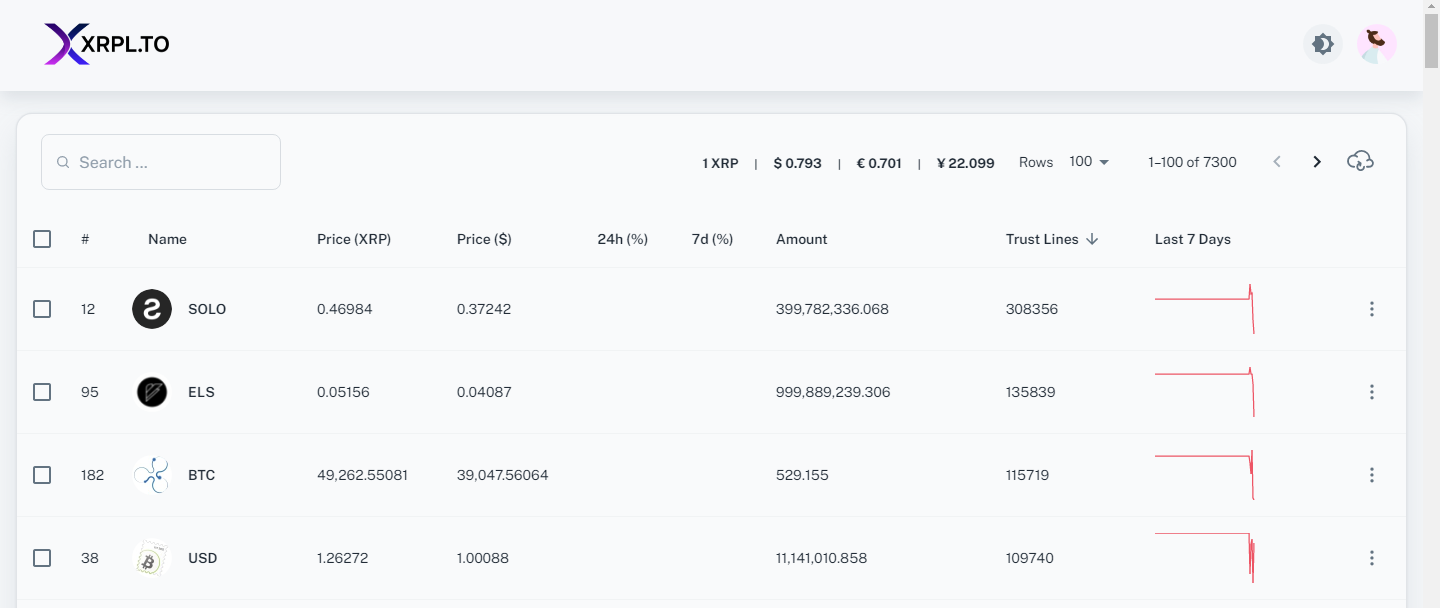 XRPL.TO
Search ...
1 XRP | $ 0.793 | € 0.701 | ¥ 22.099 Rows 100 1–100 of 7300
# Name Price (XRP) Price ($) 24h (%) 7d (%) Amount Trust Lines Last 7 Days
12 SOLO 0.46984 0.37242 399,782,336.068 308356
95 ELS 0.05156 0.04087 999,889,239.306 135839
182 BTC 49,262.55081 39,047.56064 529.155 115719
38 USD 1.26272 1.00088 11,141,010.858 109740